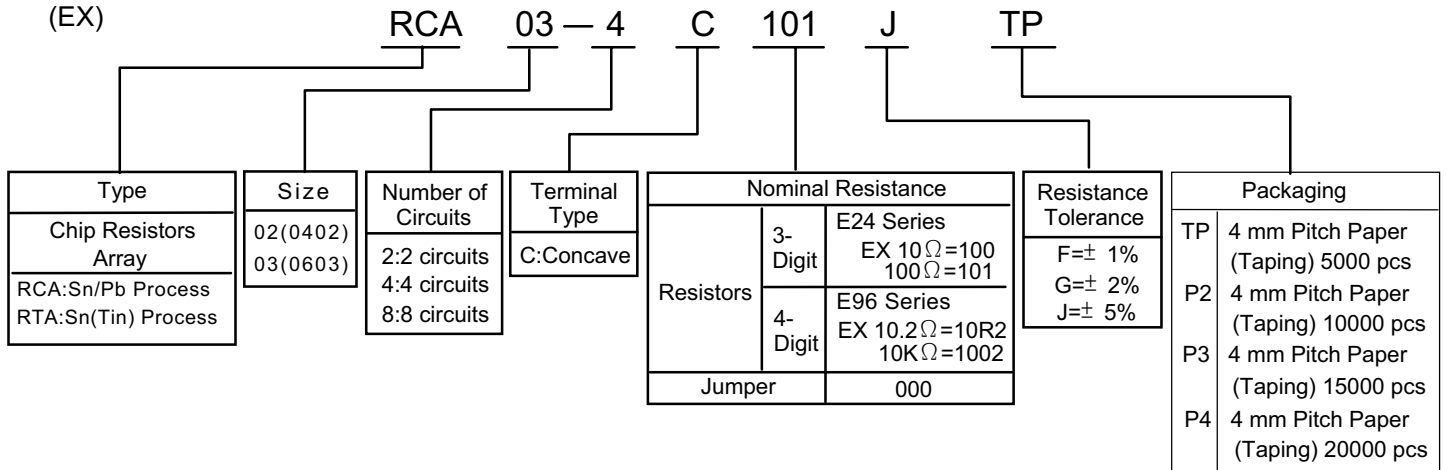 (EX) RCA 03 — 4 C 101 J TP
Type
Chip Resistors
Array
RCA:Sn/Pb Process
RTA:Sn(Tin) Process
Size
02(0402)
03(0603)
Number of
Circuits
2:2 circuits
4:4 circuits
8:8 circuits
Terminal
Type
C:Concave
Nominal Resistance
Resistors
3-
Digit
E24 Series
EX 10Ω=100
100Ω=101
4-
Digit
E96 Series
EX 10.2Ω=10R2
10KΩ=1002
Jumper 000
Resistance
Tolerance
F=± 1%
G=± 2%
J=± 5%
Packaging
TP 4 mm Pitch Paper
(Taping) 5000 pcs
P2 4 mm Pitch Paper
(Taping) 10000 pcs
P3 4 mm Pitch Paper
(Taping) 15000 pcs
P4 4 mm Pitch Paper
(Taping) 20000 pcs